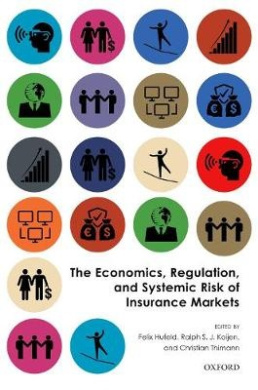 The Economics, Regulation,
and Systemic Risk of
Insurance Markets
EDITED BY
Felix Hufeld, Ralph S. J. Koijen,
and Christian Thimann
OXFORD